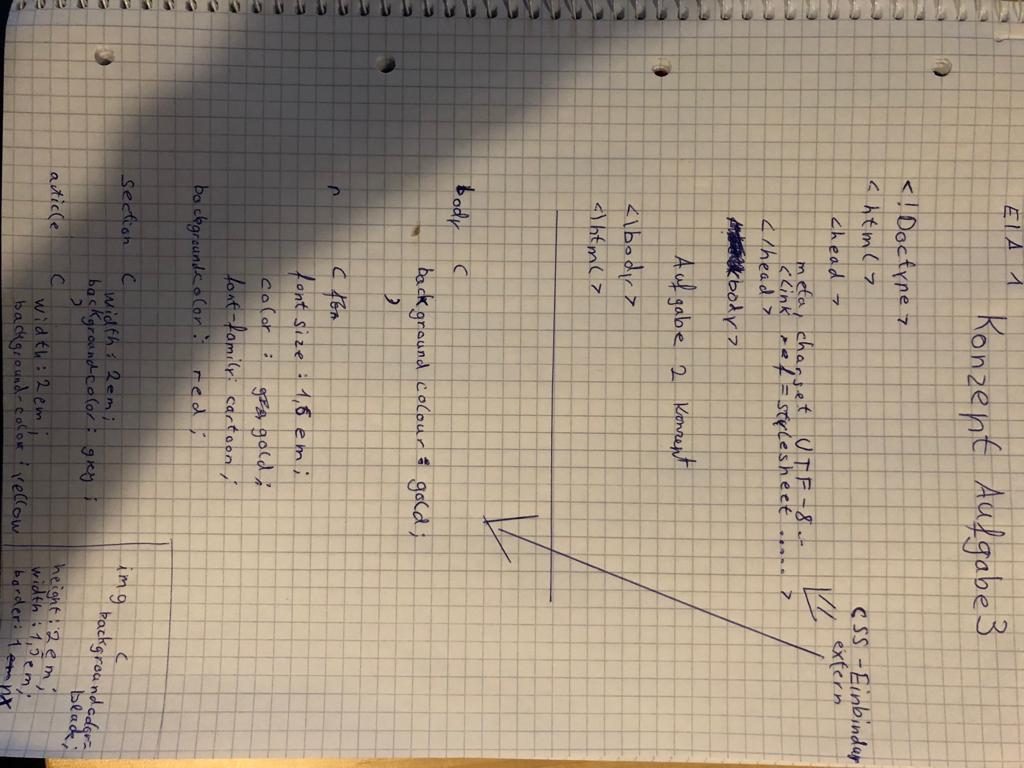 EIA 1
Konzept Aufgabe 3
<!Doctype>
<html>
<head>
meta, charset UTF-8..
<link ref=stylesheet ..... >
</head>
CSS-Einbindung
extern
body>
Aufgabe 2 Konzept
<\body>
<\html>
body {
background colour : gold;
}
{
font size : 1,5 em;
color : gold;
font-family: cartoon;
backgroundcolor: red;
section {
width: 2em;
backgroundcolor: grey;
}
article {
width: 2em;
background-color: yellow
img {
backgroundcolor=
height: 2em;
width: 1,5em;
border: 1 px